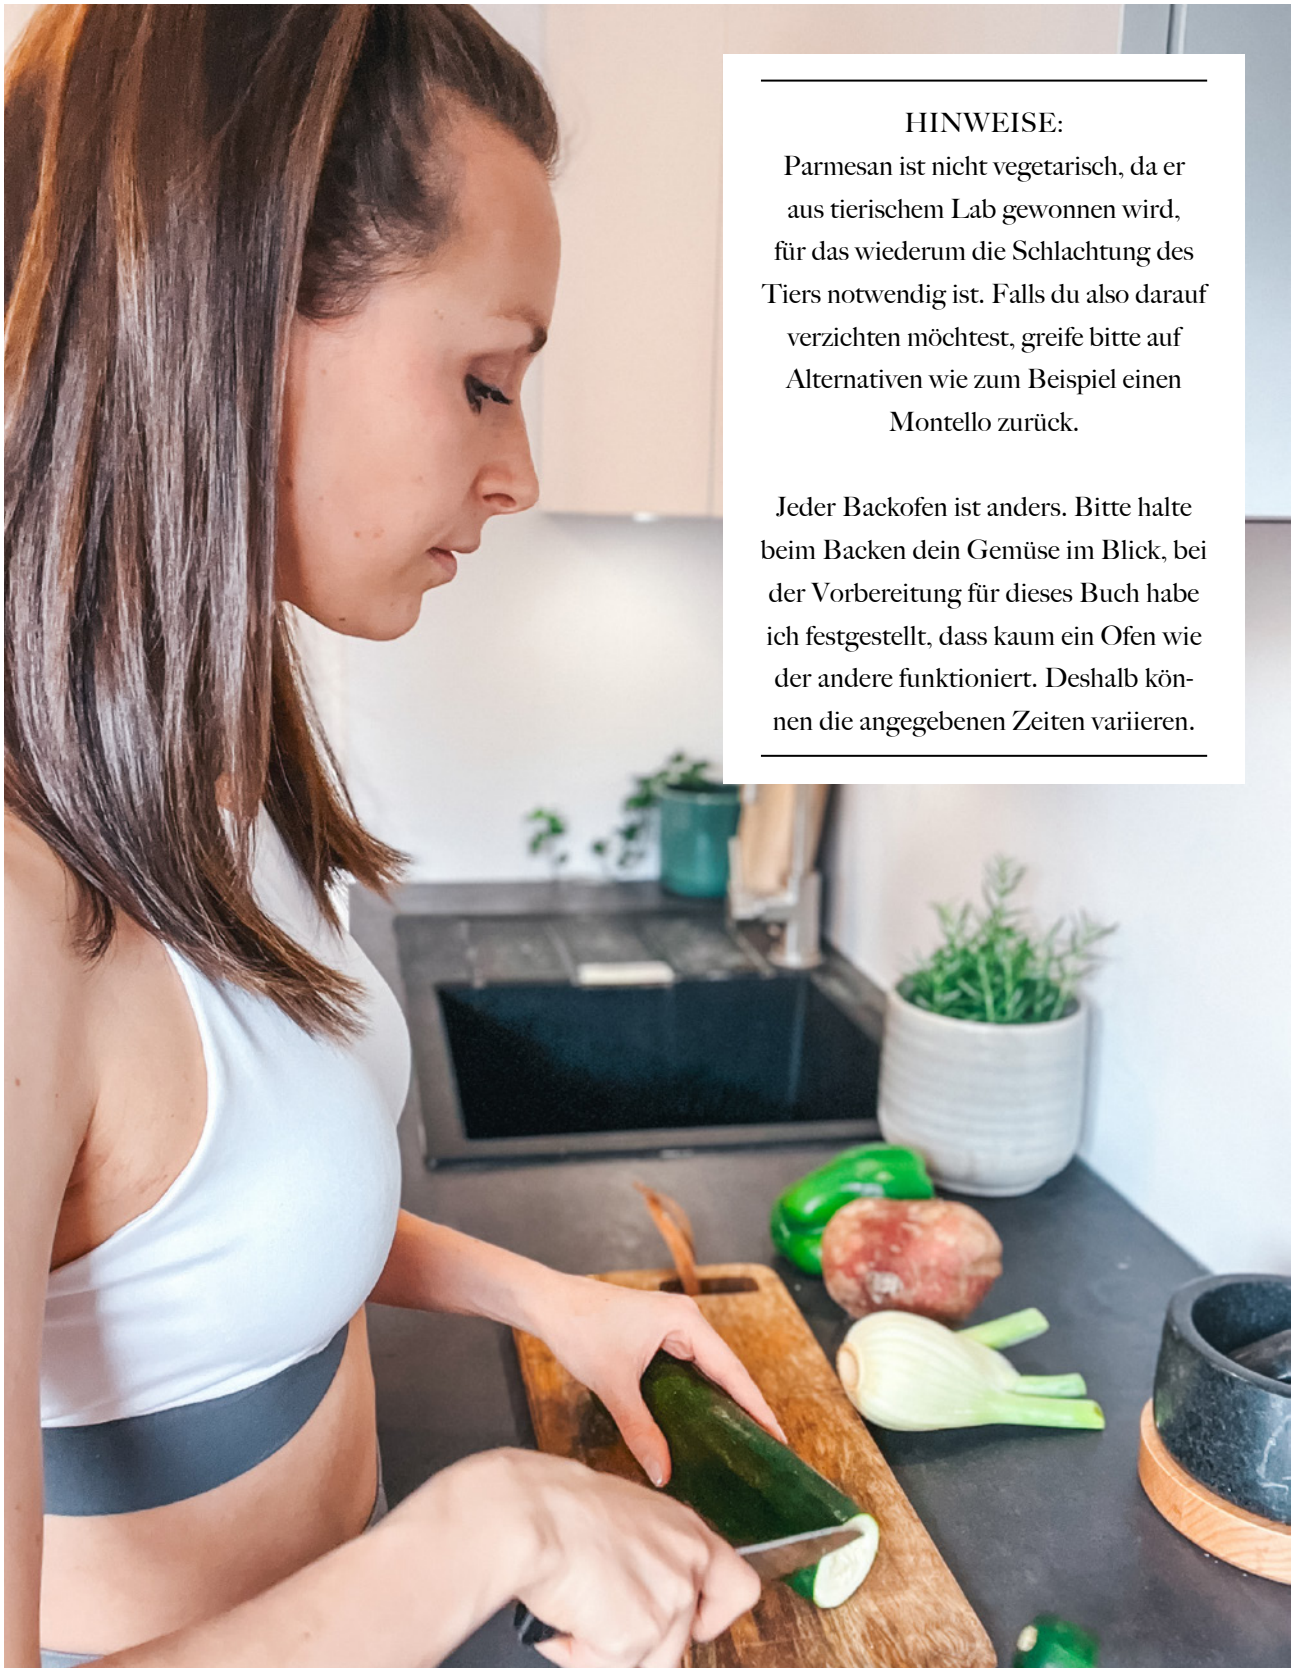 HINWEISE:
Parmesan ist nicht vegetarisch, da er
aus tierischem Lab gewonnen wird,
für das wiederum die Schlachtung des
Tiers notwendig ist. Falls du also darauf
verzichten möchtest, greife bitte auf
Alternativen wie zum Beispiel einen
Montello zurück.
Jeder Backofen ist anders. Bitte halte
beim Backen dein Gemüse im Blick, bei
der Vorbereitung für dieses Buch habe
ich festgestellt, dass kaum ein Ofen wie
der andere funktioniert. Deshalb kön-
nen die angegebenen Zeiten variieren.